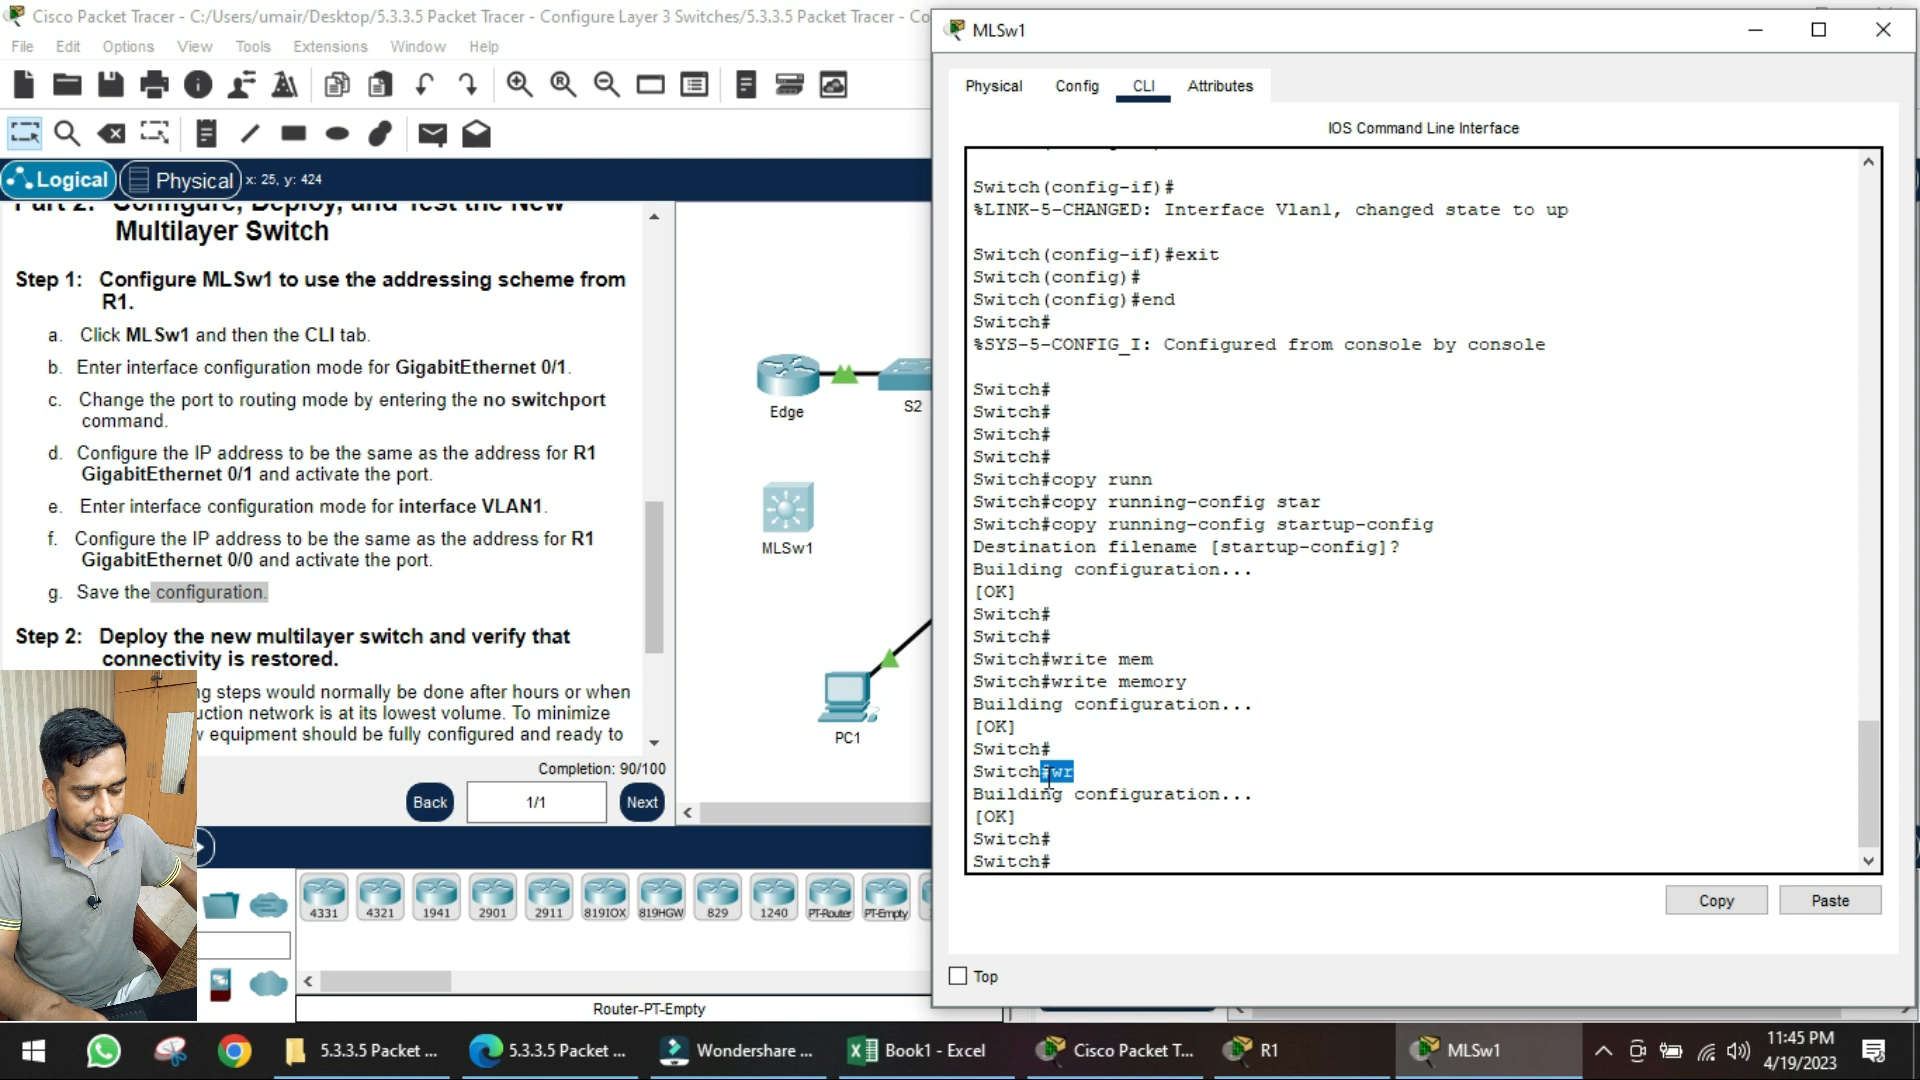 Cisco Packet Tracer - C:/Users/umair/Desktop/5.3.3.5 Packet Tracer - Configure Layer 3 Switches/5.3.3.5 Packet Tracer - Co
File Edit Options View Tools Extensions Window Help
Logical Physical x: 25, y: 424
Part 2: Configure, Deploy, and Test the New
Multilayer Switch
Step 1: Configure MLSw1 to use the addressing scheme from
R1.
a. Click MLSw1 and then the CLI tab.
b. Enter interface configuration mode for GigabitEthernet 0/1.
c. Change the port to routing mode by entering the no switchport
command.
d. Configure the IP address to be the same as the address for R1
GigabitEthernet 0/1 and activate the port.
e. Enter interface configuration mode for interface VLAN1.
f. Configure the IP address to be the same as the address for R1
GigabitEthernet 0/0 and activate the port.
g. Save the configuration.
Step 2: Deploy the new multilayer switch and verify that
connectivity is restored.
ng steps would normally be done after hours or when
uction network is at its lowest volume. To minimize
equipment should be fully configured and ready to
Completion: 90/100
Back 1/1 Next
Edge
S2
MLSw1
PC1
4331 4321 1941 2901 2911 819IOX 819HGW 829 1240 PT-Router PT-Empty
Router-PT-Empty
MLSw1
Physical Config CLI Attributes
IOS Command Line Interface
Switch(config-if)#
%LINK-5-CHANGED: Interface Vlan1, changed state to up
Switch(config-if)#exit
Switch(config)#
Switch(config)#end
Switch#
%SYS-5-CONFIG_I: Configured from console by console
Switch#
Switch#
Switch#
Switch#
Switch#copy runn
Switch#copy running-config star
Switch#copy running-config startup-config
Destination filename [startup-config]?
Building configuration...
[OK]
Switch#
Switch#
Switch#write mem
Switch#write memory
Building configuration...
[OK]
Switch#
Switch#wr
Building configuration...
[OK]
Switch#
Switch#
Copy Paste
Top
5.3.3.5 Packet ... 5.3.3.5 Packet ... Wondershare ... Book1 - Excel Cisco Packet T... R1 MLSw1
11:45 PM
4/19/2023